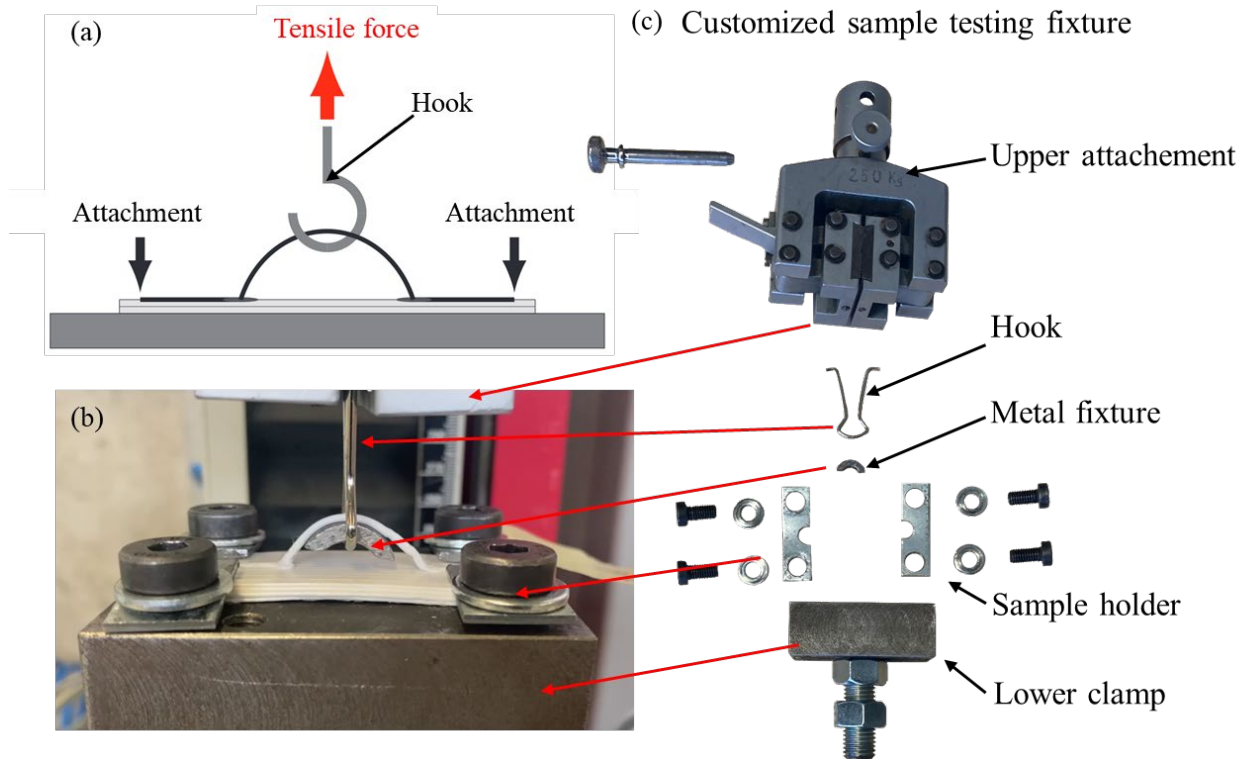 (a)
Tensile force
Hook
Attachment
Attachment
(b)
(c) Customized sample testing fixture
250 Kg
Upper attachement
Hook
Metal fixture
Sample holder
Lower clamp